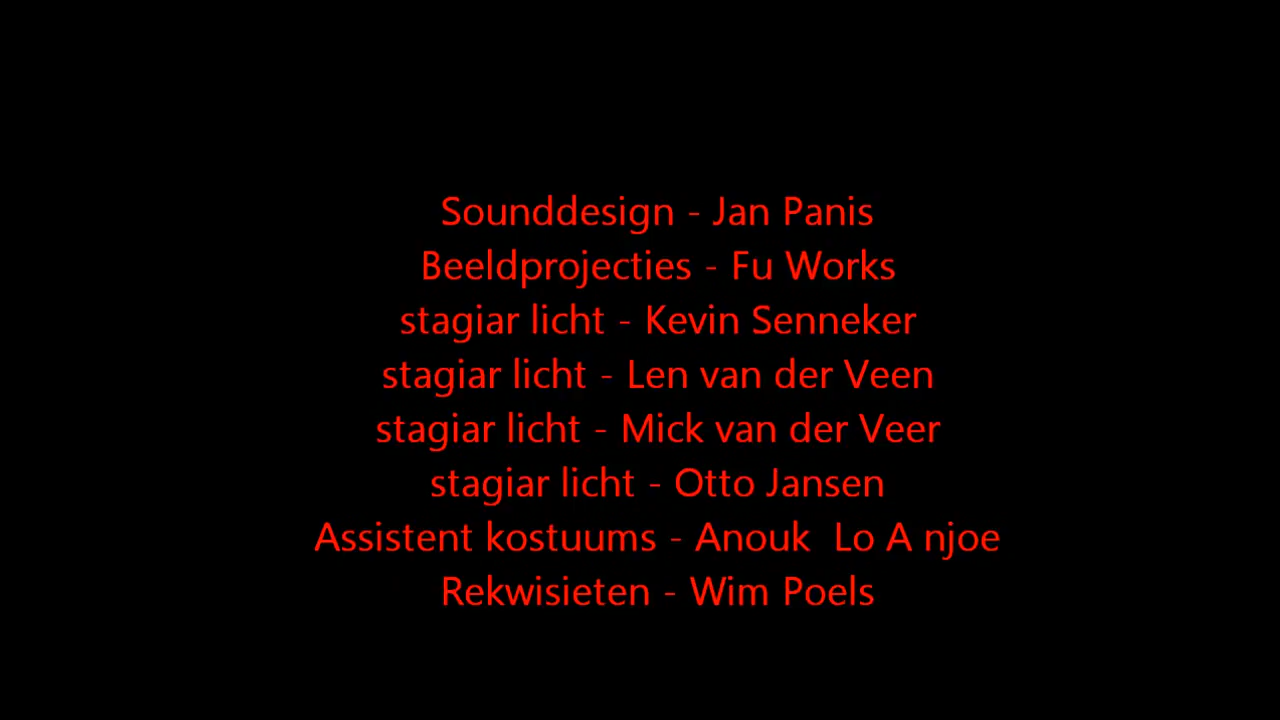 Sounddesign - Jan Panis
Beeldprojecties - Fu Works
stagiar licht - Kevin Senneker
stagiar licht - Len van der Veen
stagiar licht - Mick van der Veer
stagiar licht - Otto Jansen
Assistent kostuums - Anouk  Lo A njoe
Rekwisieten - Wim Poels